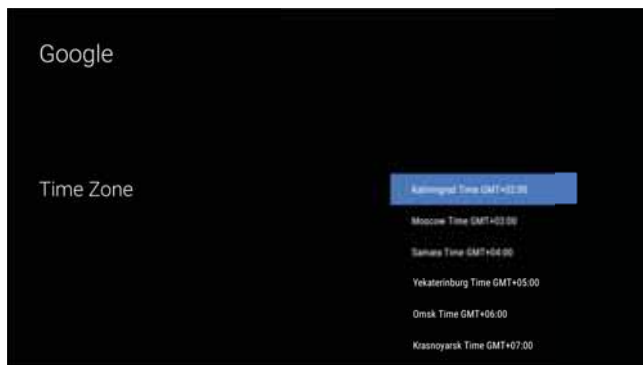 Google
Time Zone
Kaliningrad Time GMT+02:00
Moscow Time GMT+03:00
Samara Time GMT+04:00
Yekaterinburg Time GMT+05:00
Omsk Time GMT+06:00
Krasnoyarsk Time GMT+07:00